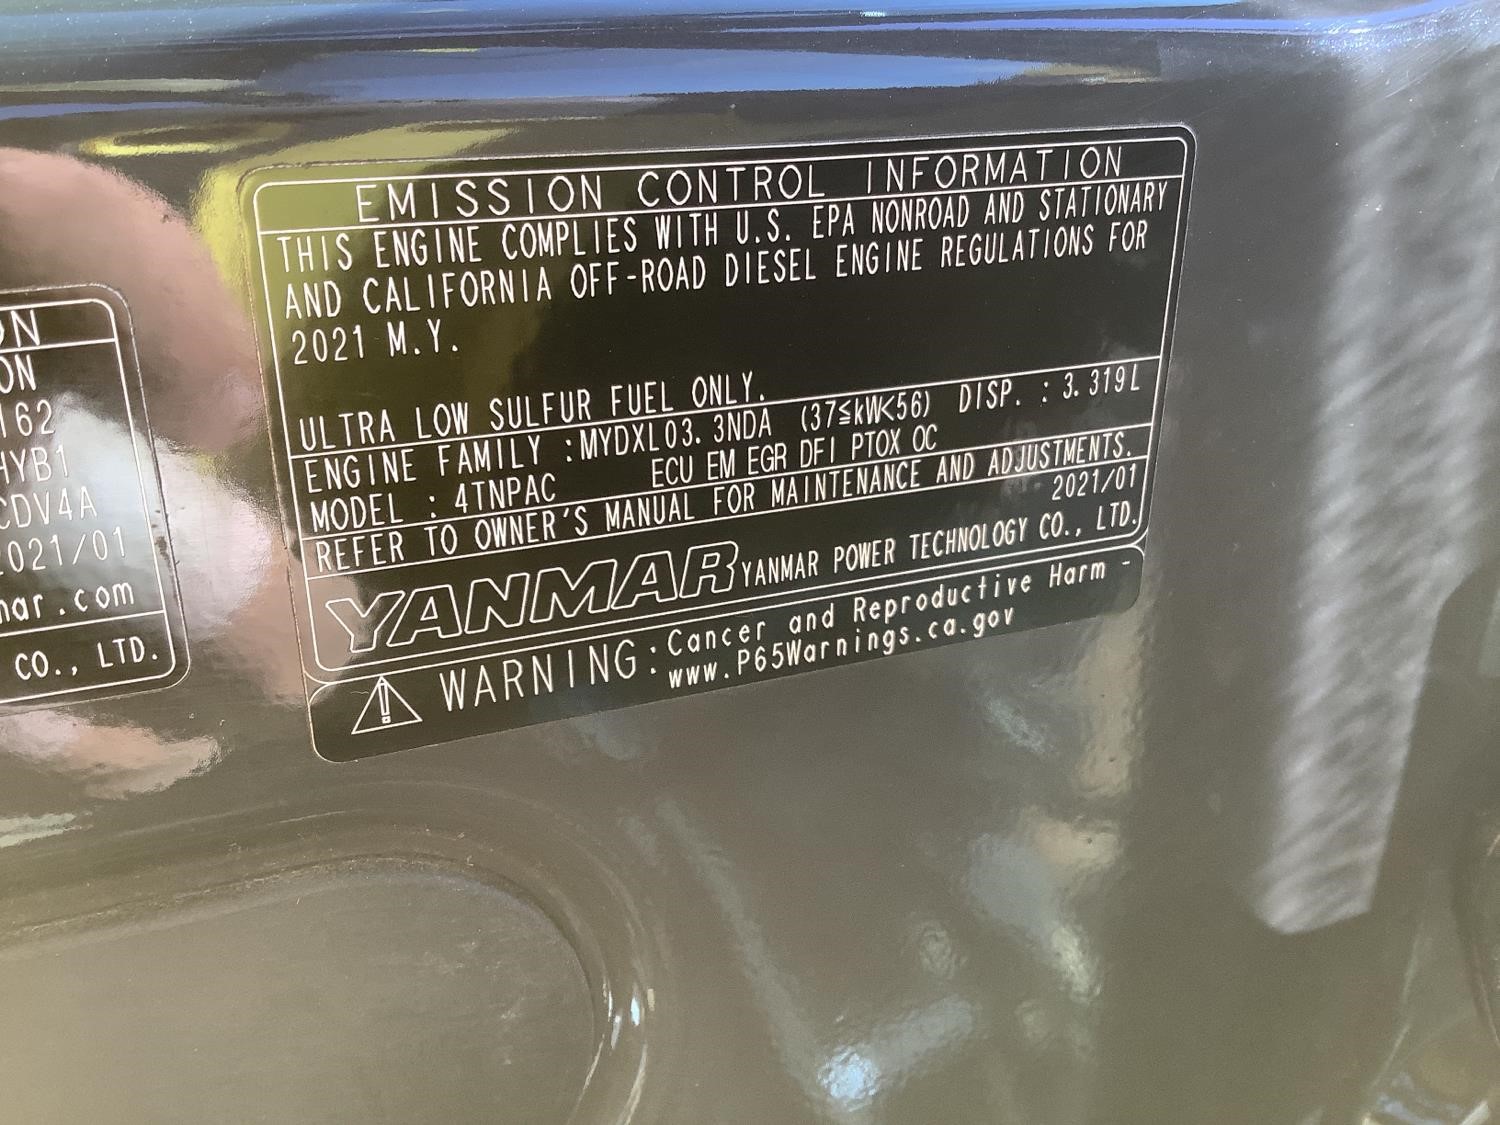 ON
ON
162
HYB1
CDV4A
2021/01
mar.com
CO., LTD.
EMISSION CONTROL INFORMATION
THIS ENGINE COMPLIES WITH U.S. EPA NONROAD AND STATIONARY
AND CALIFORNIA OFF-ROAD DIESEL ENGINE REGULATIONS FOR
2021 M.Y.
ULTRA LOW SULFUR FUEL ONLY.
ENGINE FAMILY :MYDXL03.3NDA (37≦kW<56) DISP. : 3.319L
MODEL : 4TNPAC ECU EM EGR DFI PTOX OC
REFER TO OWNER'S MANUAL FOR MAINTENANCE AND ADJUSTMENTS.
2021/01
YANMAR YANMAR POWER TECHNOLOGY CO., LTD.
WARNING: Cancer and Reproductive Harm -
www.P65Warnings.ca.gov